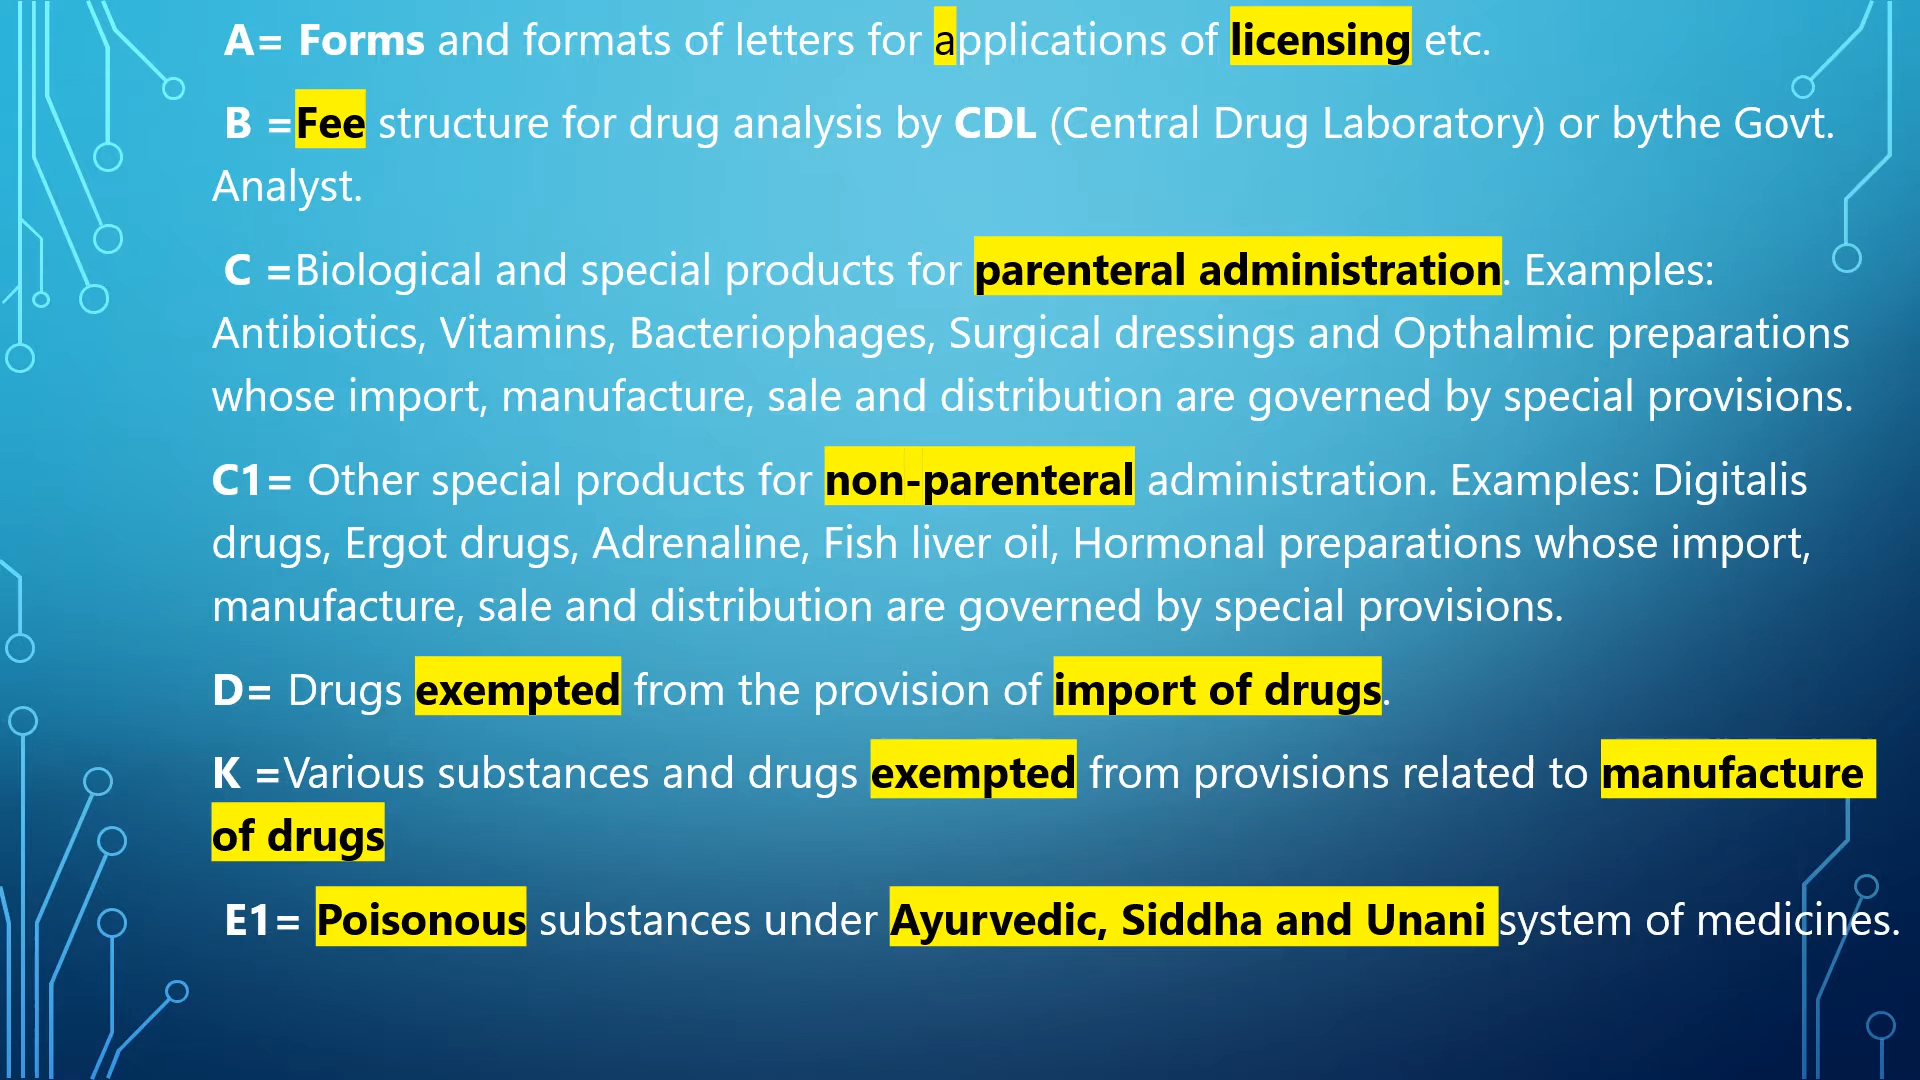 A= Forms and formats of letters for applications of licensing etc.
B =Fee structure for drug analysis by CDL (Central Drug Laboratory) or bythe Govt.
Analyst.
C =Biological and special products for parenteral administration. Examples:
Antibiotics, Vitamins, Bacteriophages, Surgical dressings and Opthalmic preparations
whose import, manufacture, sale and distribution are governed by special provisions.
C1= Other special products for non-parenteral administration. Examples: Digitalis
drugs, Ergot drugs, Adrenaline, Fish liver oil, Hormonal preparations whose import,
manufacture, sale and distribution are governed by special provisions.
D= Drugs exempted from the provision of import of drugs.
K =Various substances and drugs exempted from provisions related to manufacture
of drugs
E1= Poisonous substances under Ayurvedic, Siddha and Unani system of medicines.